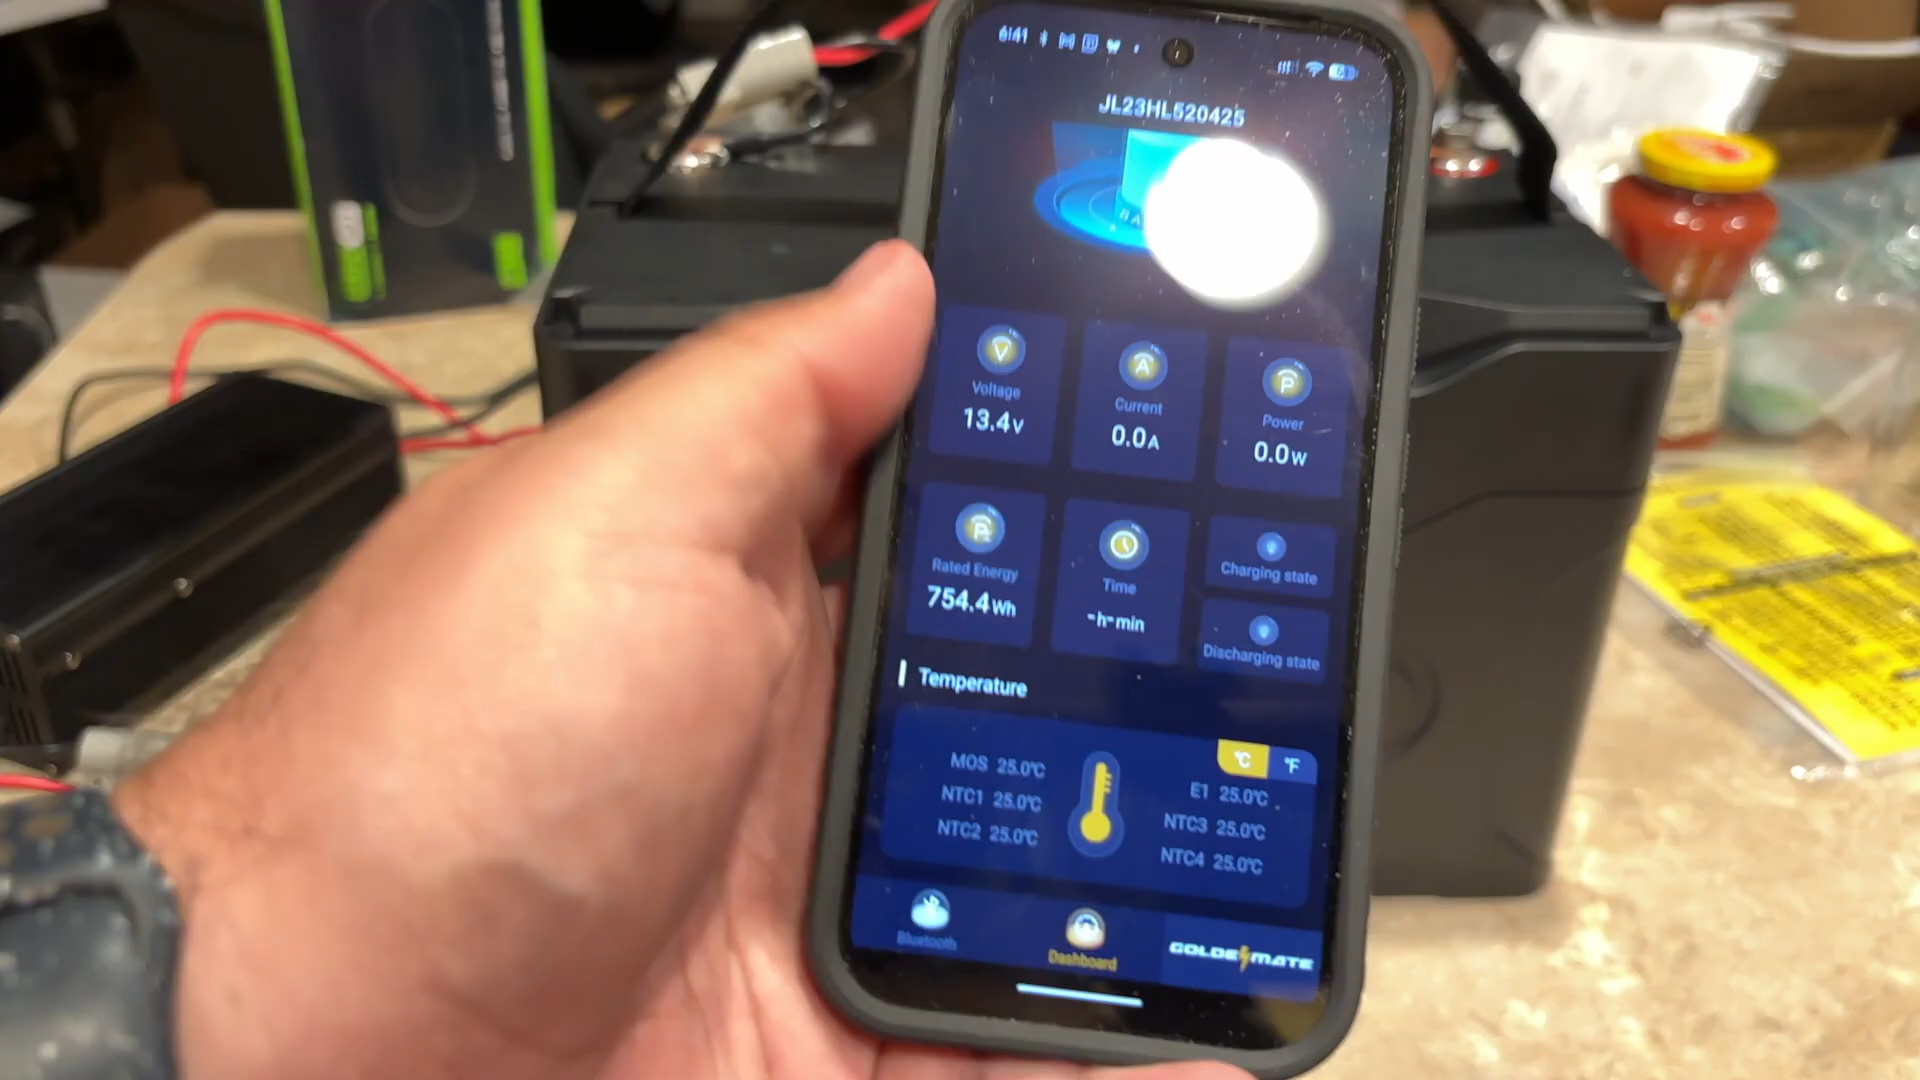 6:41
JL23HL520425
BA
Voltage
13.4V
Current
0.0A
Power
0.0W
Rated Energy
754.4Wh
Time
-h-min
Charging state
Discharging state
Temperature
°C °F
MOS 25.0°C
NTC1 25.0°C
NTC2 25.0°C
E1 25.0°C
NTC3 25.0°C
NTC4 25.0°C
Bluetooth
Dashboard
GOLDENMATE